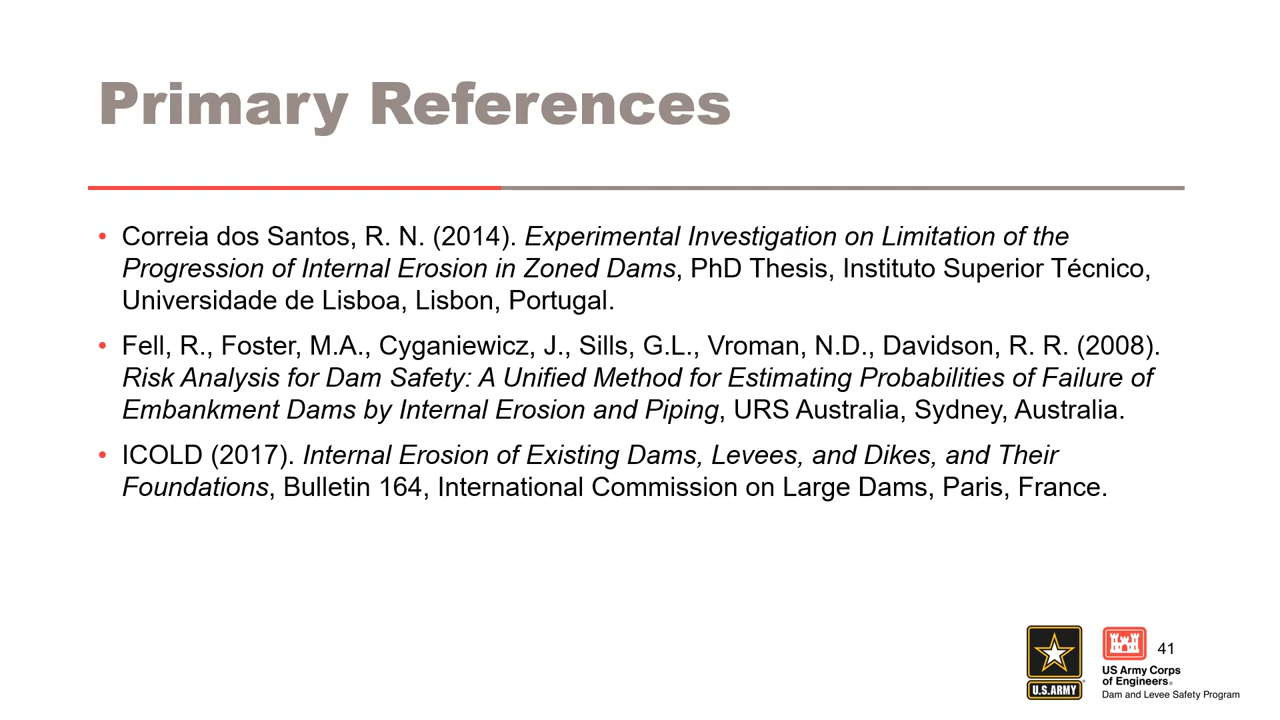 Primary References
• Correia dos Santos, R. N. (2014). Experimental Investigation on Limitation of the
Progression of Internal Erosion in Zoned Dams, PhD Thesis, Instituto Superior Técnico,
Universidade de Lisboa, Lisbon, Portugal.
• Fell, R., Foster, M.A., Cyganiewicz, J., Sills, G.L., Vroman, N.D., Davidson, R. R. (2008).
Risk Analysis for Dam Safety: A Unified Method for Estimating Probabilities of Failure of
Embankment Dams by Internal Erosion and Piping, URS Australia, Sydney, Australia.
• ICOLD (2017). Internal Erosion of Existing Dams, Levees, and Dikes, and Their
Foundations, Bulletin 164, International Commission on Large Dams, Paris, France.
U.S.ARMY
41
US Army Corps
of Engineers®
Dam and Levee Safety Program